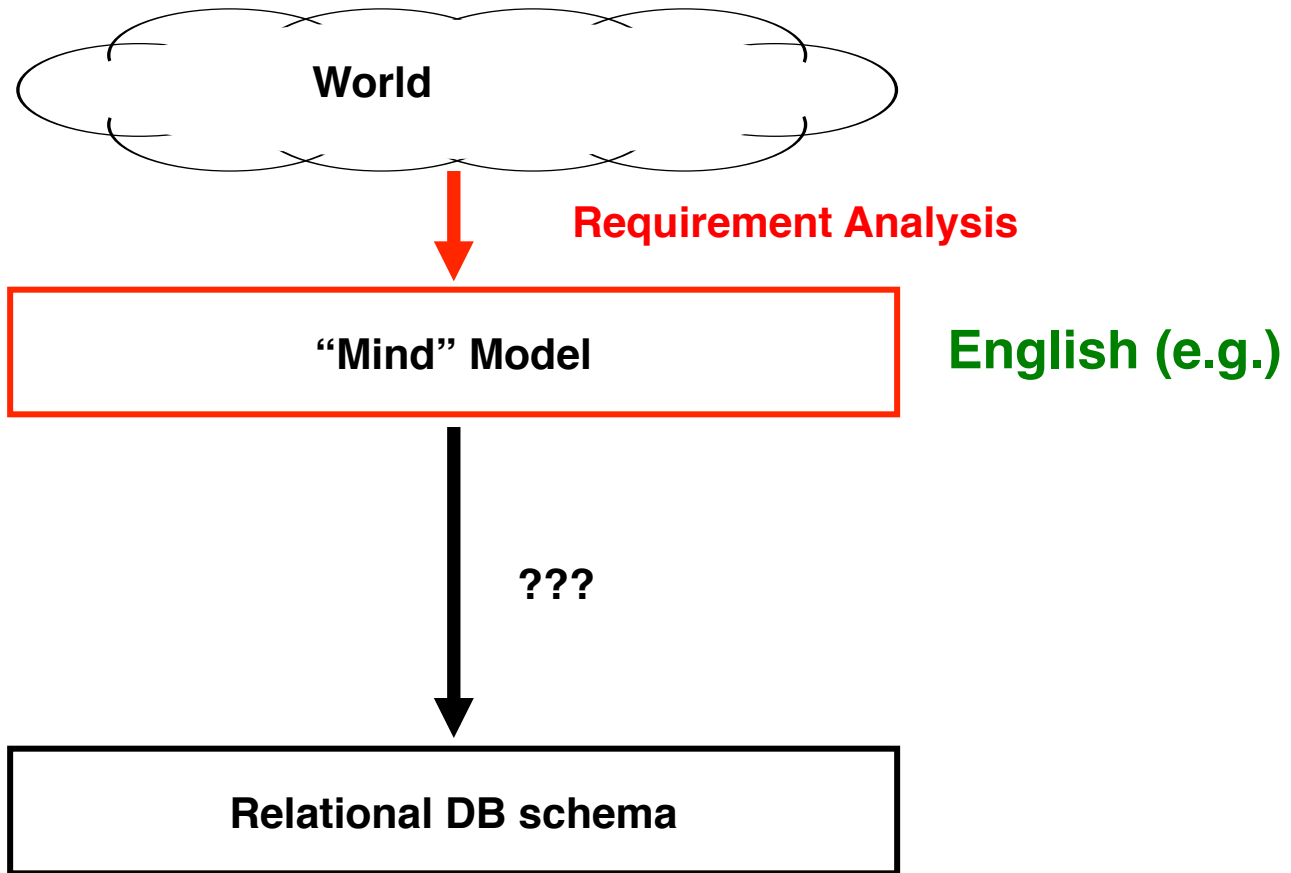 World
Requirement Analysis
“Mind” Model
English (e.g.)
???
Relational DB schema